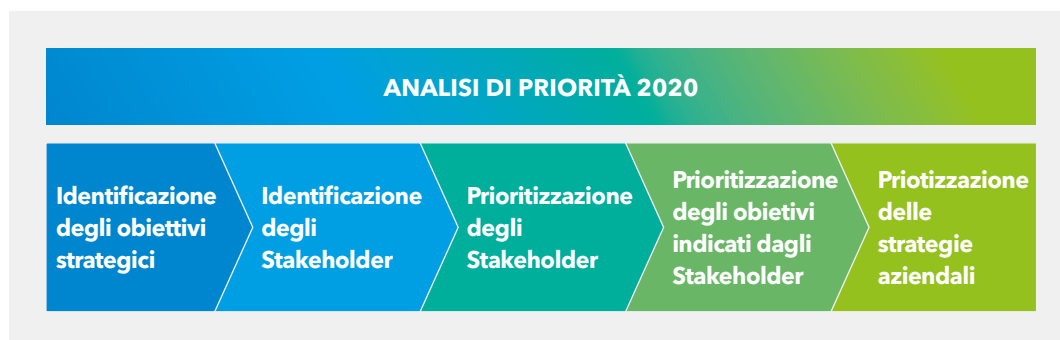 ANALISI DI PRIORITÀ 2020
Identificazione
degli obiettivi
strategici
Identificazione
degli
Stakeholder
Prioritizzazione
degli
Stakeholder
Prioritizzazione
degli obietivi
indicati dagli
Stakeholder
Priotizzazione
delle
strategie
aziendali